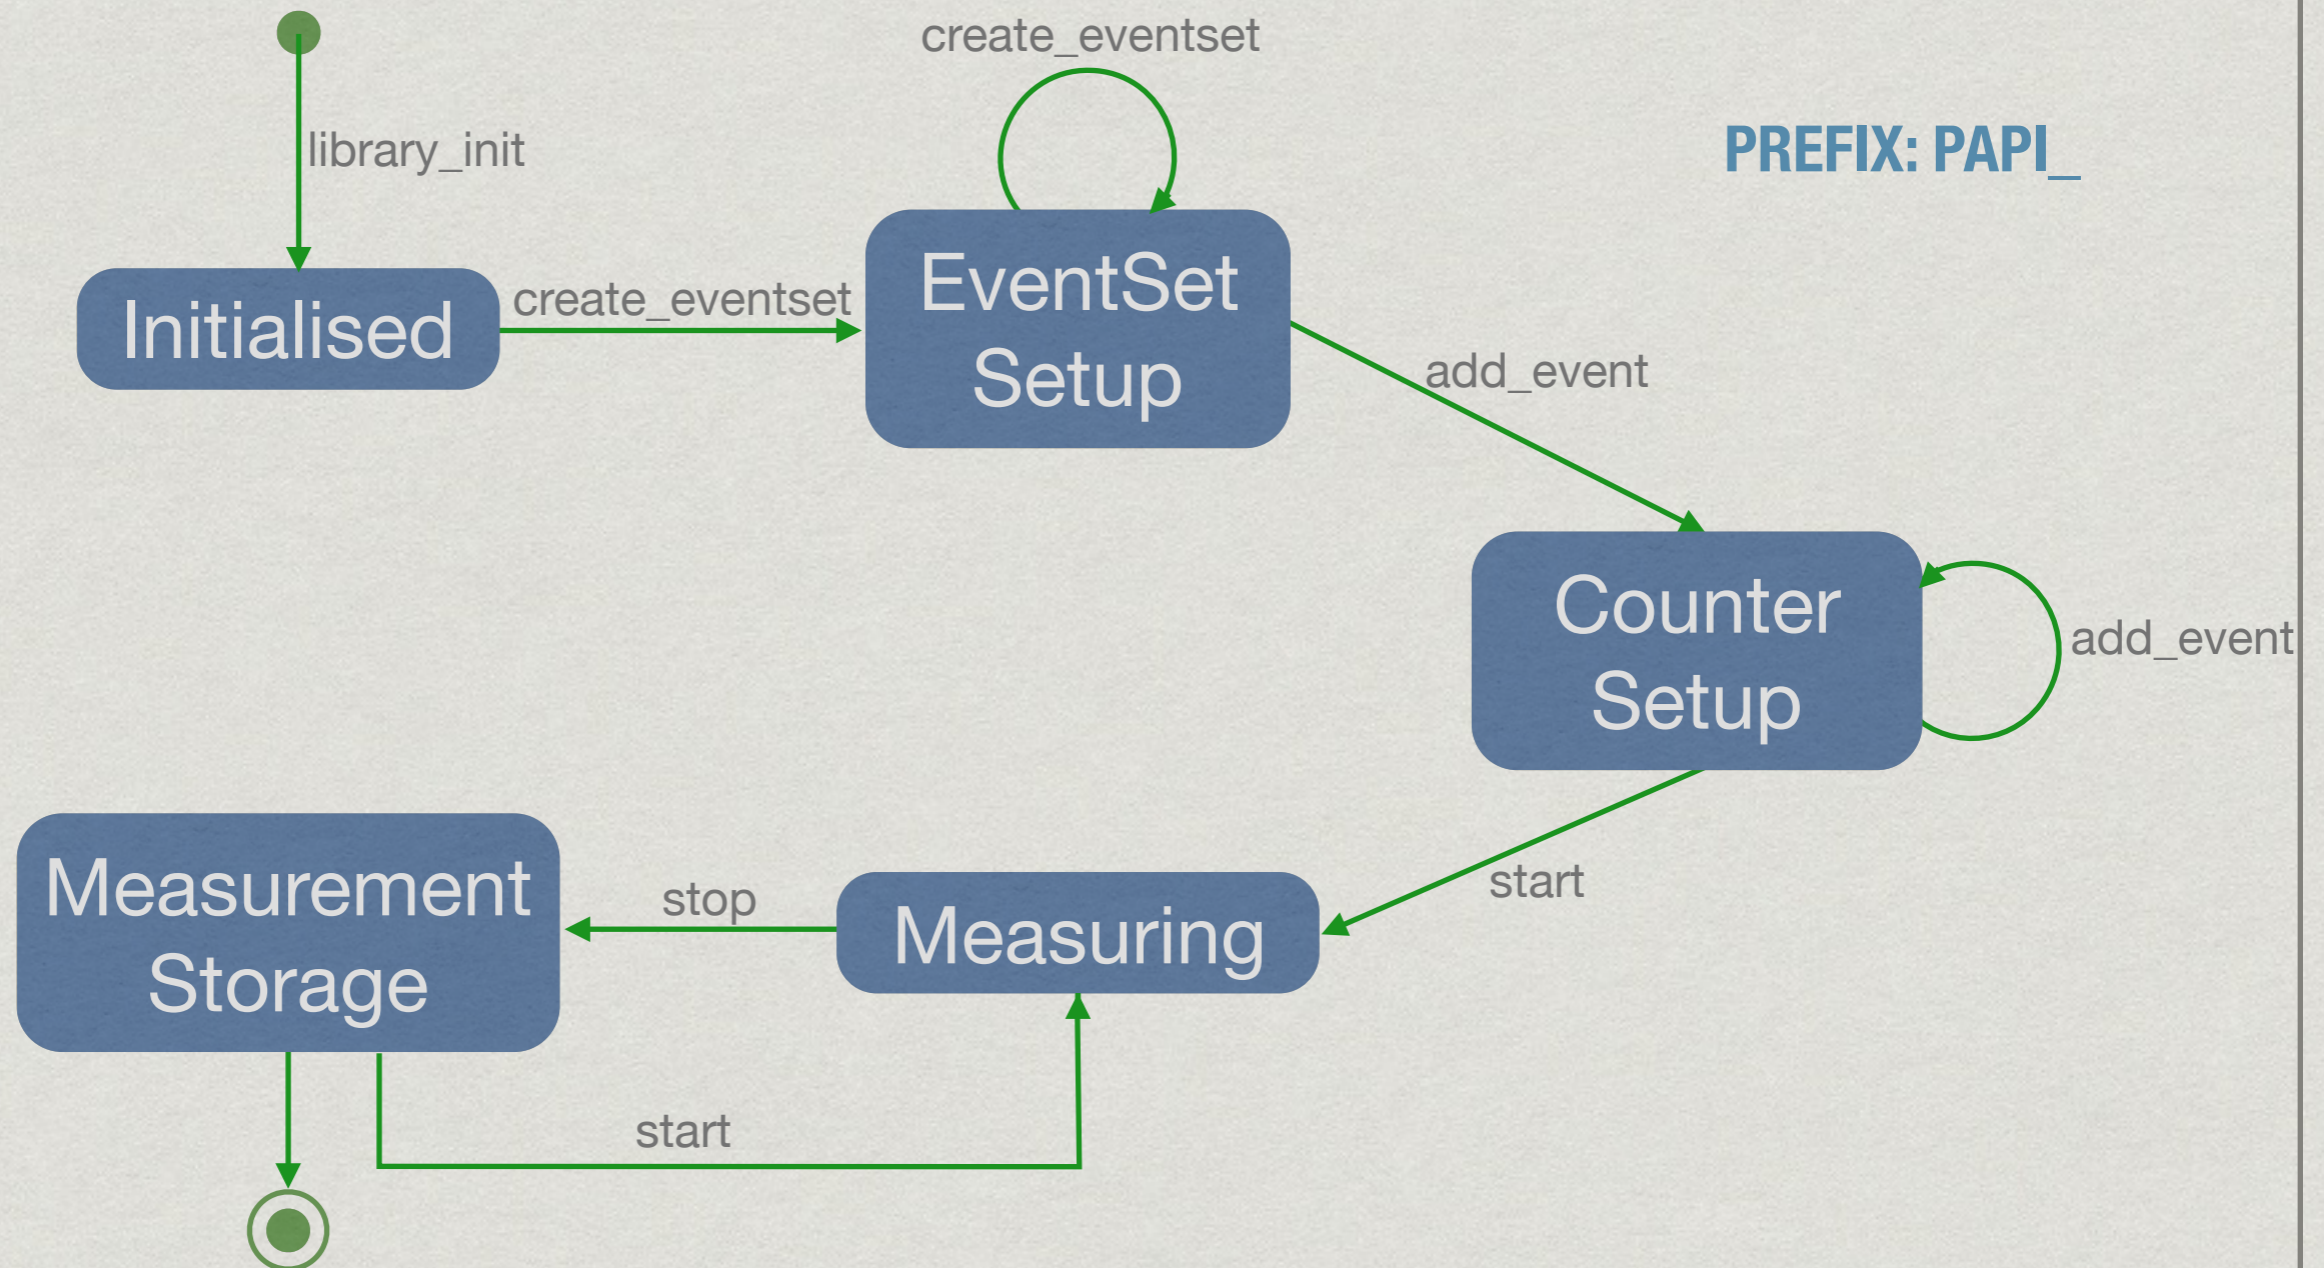 create_eventset
PREFIX: PAPI_
library_init
Initialised
create_eventset
EventSet
Setup
add_event
Counter
Setup
add_event
start
Measuring
stop
Measurement
Storage
start